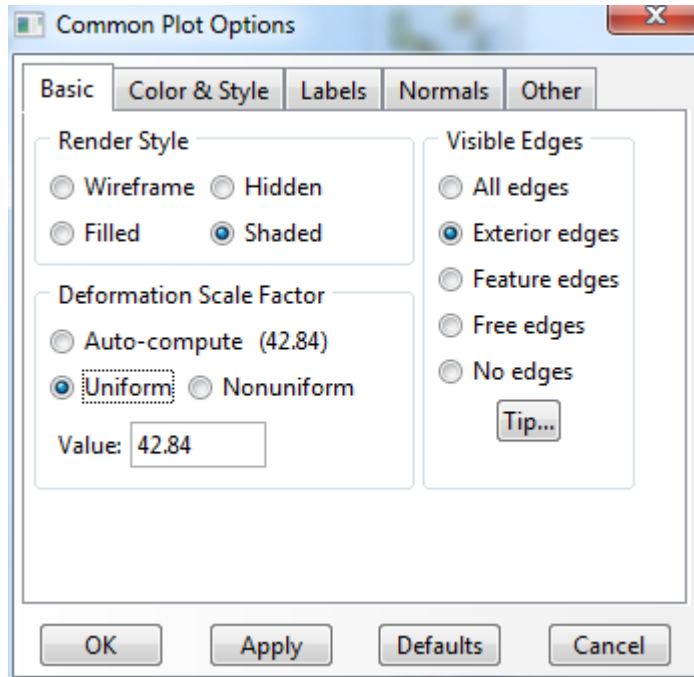 Common Plot Options
X
Basic Color & Style Labels Normals Other
Render Style
Wireframe Hidden
Filled Shaded
Deformation Scale Factor
Auto-compute (42.84)
Uniform Nonuniform
Value: 42.84
Visible Edges
All edges
Exterior edges
Feature edges
Free edges
No edges
Tip...
OK Apply Defaults Cancel